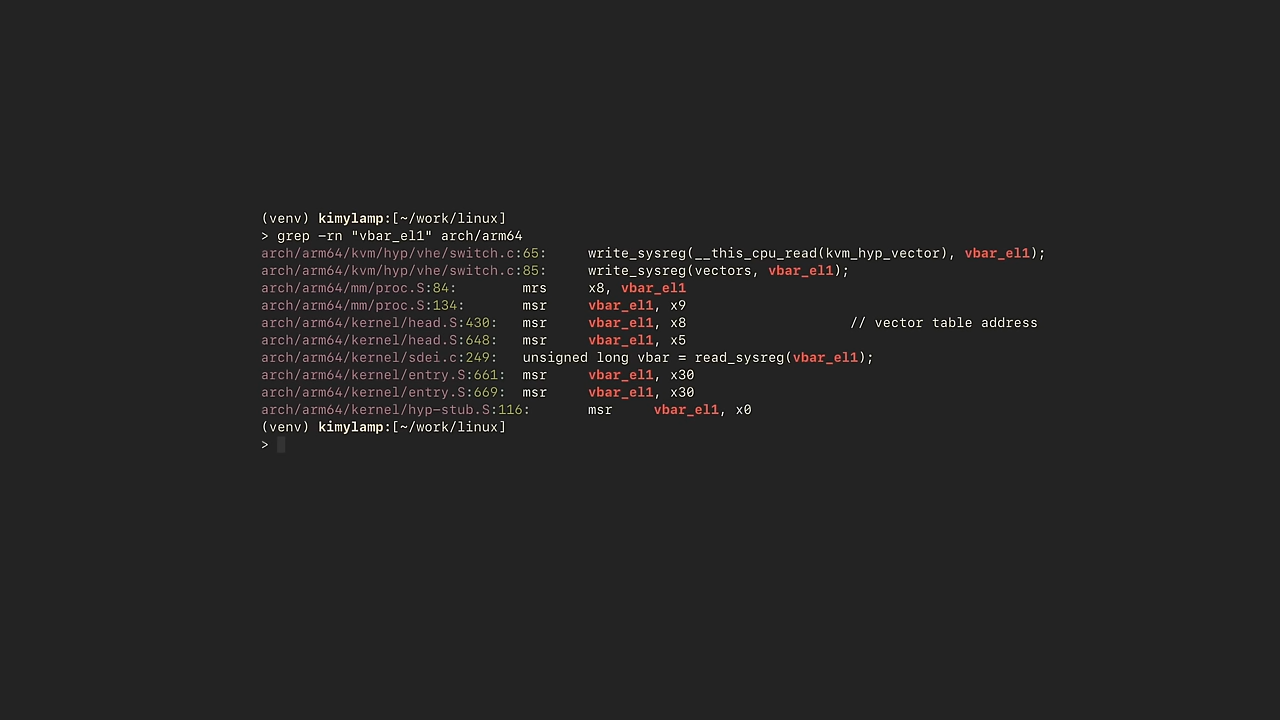 (venv) kimylamp:[~/work/linux]
> grep -rn "vbar_el1" arch/arm64
arch/arm64/kvm/hyp/vhe/switch.c:65:     write_sysreg(__this_cpu_read(kvm_hyp_vector), vbar_el1);
arch/arm64/kvm/hyp/vhe/switch.c:85:     write_sysreg(vectors, vbar_el1);
arch/arm64/mm/proc.S:84:        mrs     x8, vbar_el1
arch/arm64/mm/proc.S:134:       msr     vbar_el1, x9
arch/arm64/kernel/head.S:430:   msr     vbar_el1, x8                    // vector table address
arch/arm64/kernel/head.S:648:   msr     vbar_el1, x5
arch/arm64/kernel/sdei.c:249:   unsigned long vbar = read_sysreg(vbar_el1);
arch/arm64/kernel/entry.S:661:  msr     vbar_el1, x30
arch/arm64/kernel/entry.S:669:  msr     vbar_el1, x30
arch/arm64/kernel/hyp-stub.S:116:       msr     vbar_el1, x0
(venv) kimylamp:[~/work/linux]
>